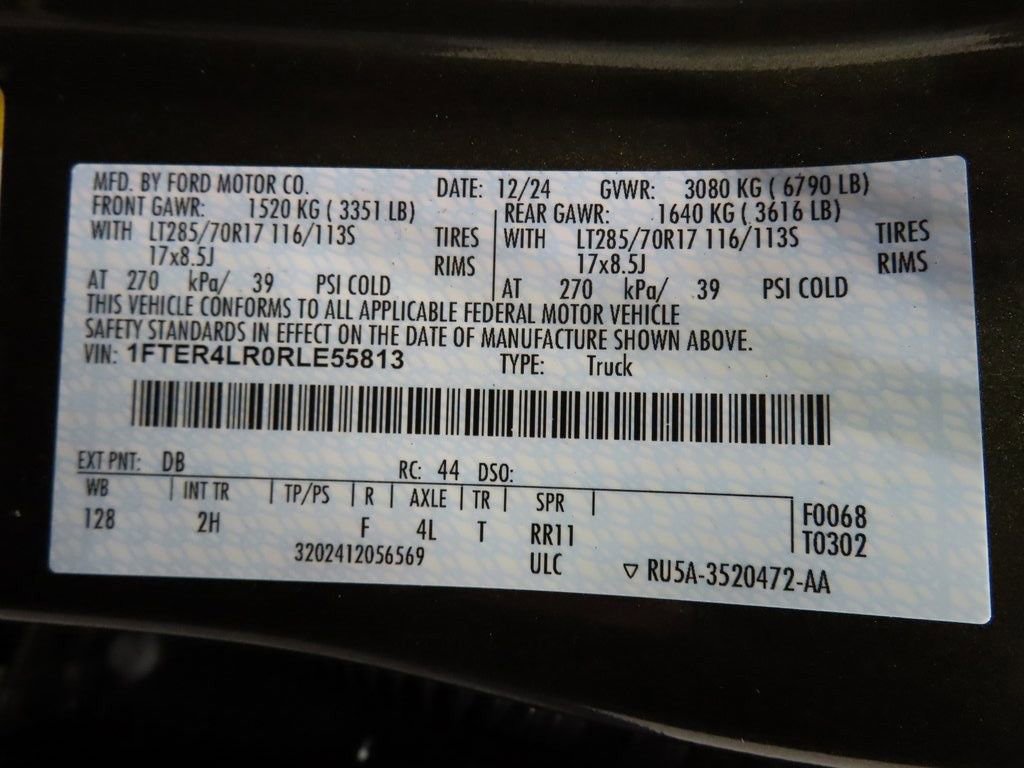 MFD. BY FORD MOTOR CO. DATE: 12/24 GVWR: 3080 KG ( 6790 LB)
FRONT GAWR: 1520 KG ( 3351 LB) REAR GAWR: 1640 KG ( 3616 LB)
WITH LT285/70R17 116/113S TIRES WITH LT285/70R17 116/113S TIRES
17x8.5J RIMS 17x8.5J RIMS
AT 270 kPa/ 39 PSI COLD AT 270 kPa/ 39 PSI COLD
THIS VEHICLE CONFORMS TO ALL APPLICABLE FEDERAL MOTOR VEHICLE
SAFETY STANDARDS IN EFFECT ON THE DATE OF MANUFACTURE SHOWN ABOVE.
VIN: 1FTER4LR0RLE55813 TYPE: Truck
EXT PNT: DB RC: 44 DSO:
WB INT TR TP/PS R AXLE TR SPR F0068
128 2H F 4L T RR11 T0302
3202412056569 ULC ▽ RU5A-3520472-AA